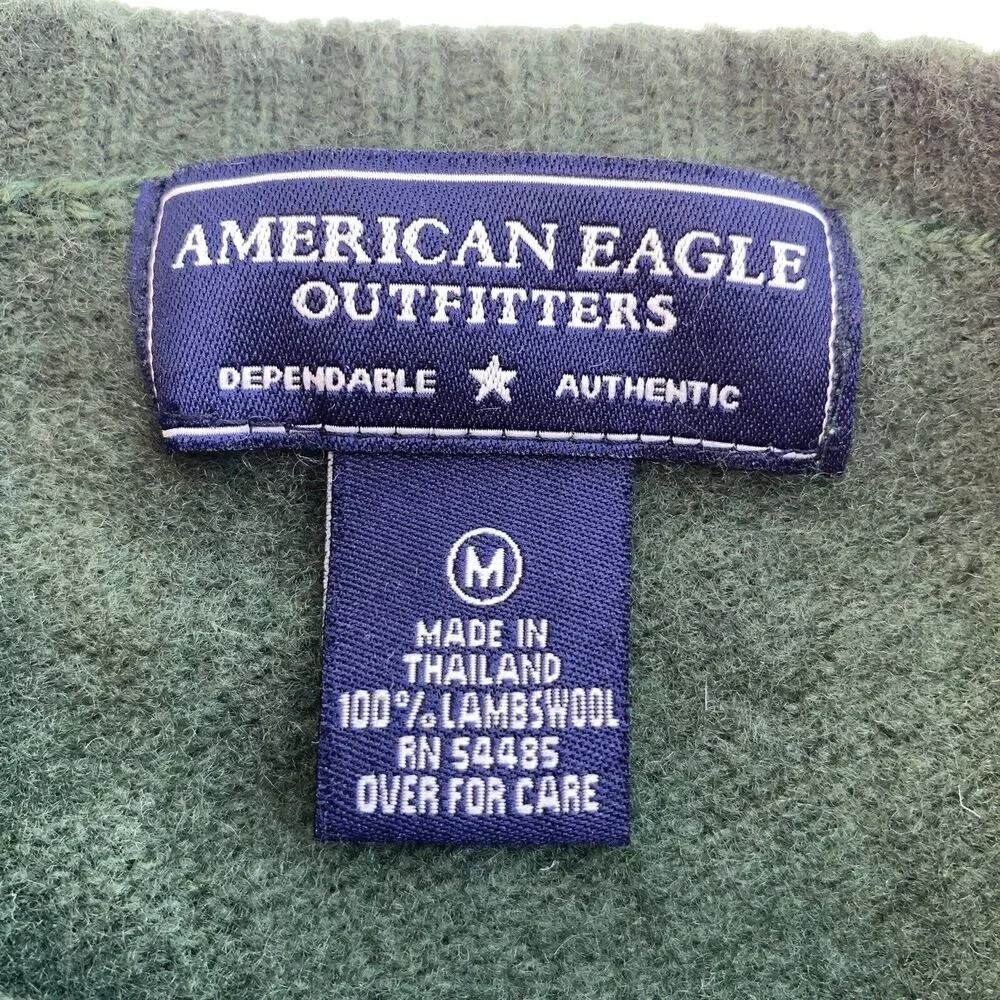 AMERICAN EAGLE
OUTFITTERS
DEPENDABLE ★ AUTHENTIC
M
MADE IN
THAILAND
100% LAMBSWOOL
RN 54485
OVER FOR CARE